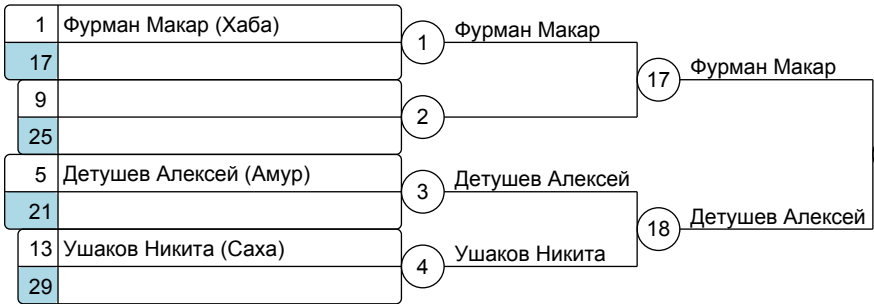 1 Фурман Макар (Хаба)
17
1 Фурман Макар
9
25
2
17 Фурман Макар
5 Детушев Алексей (Амур)
21
3 Детушев Алексей
13 Ушаков Никита (Саха)
29
4 Ушаков Никита
18 Детушев Алексей